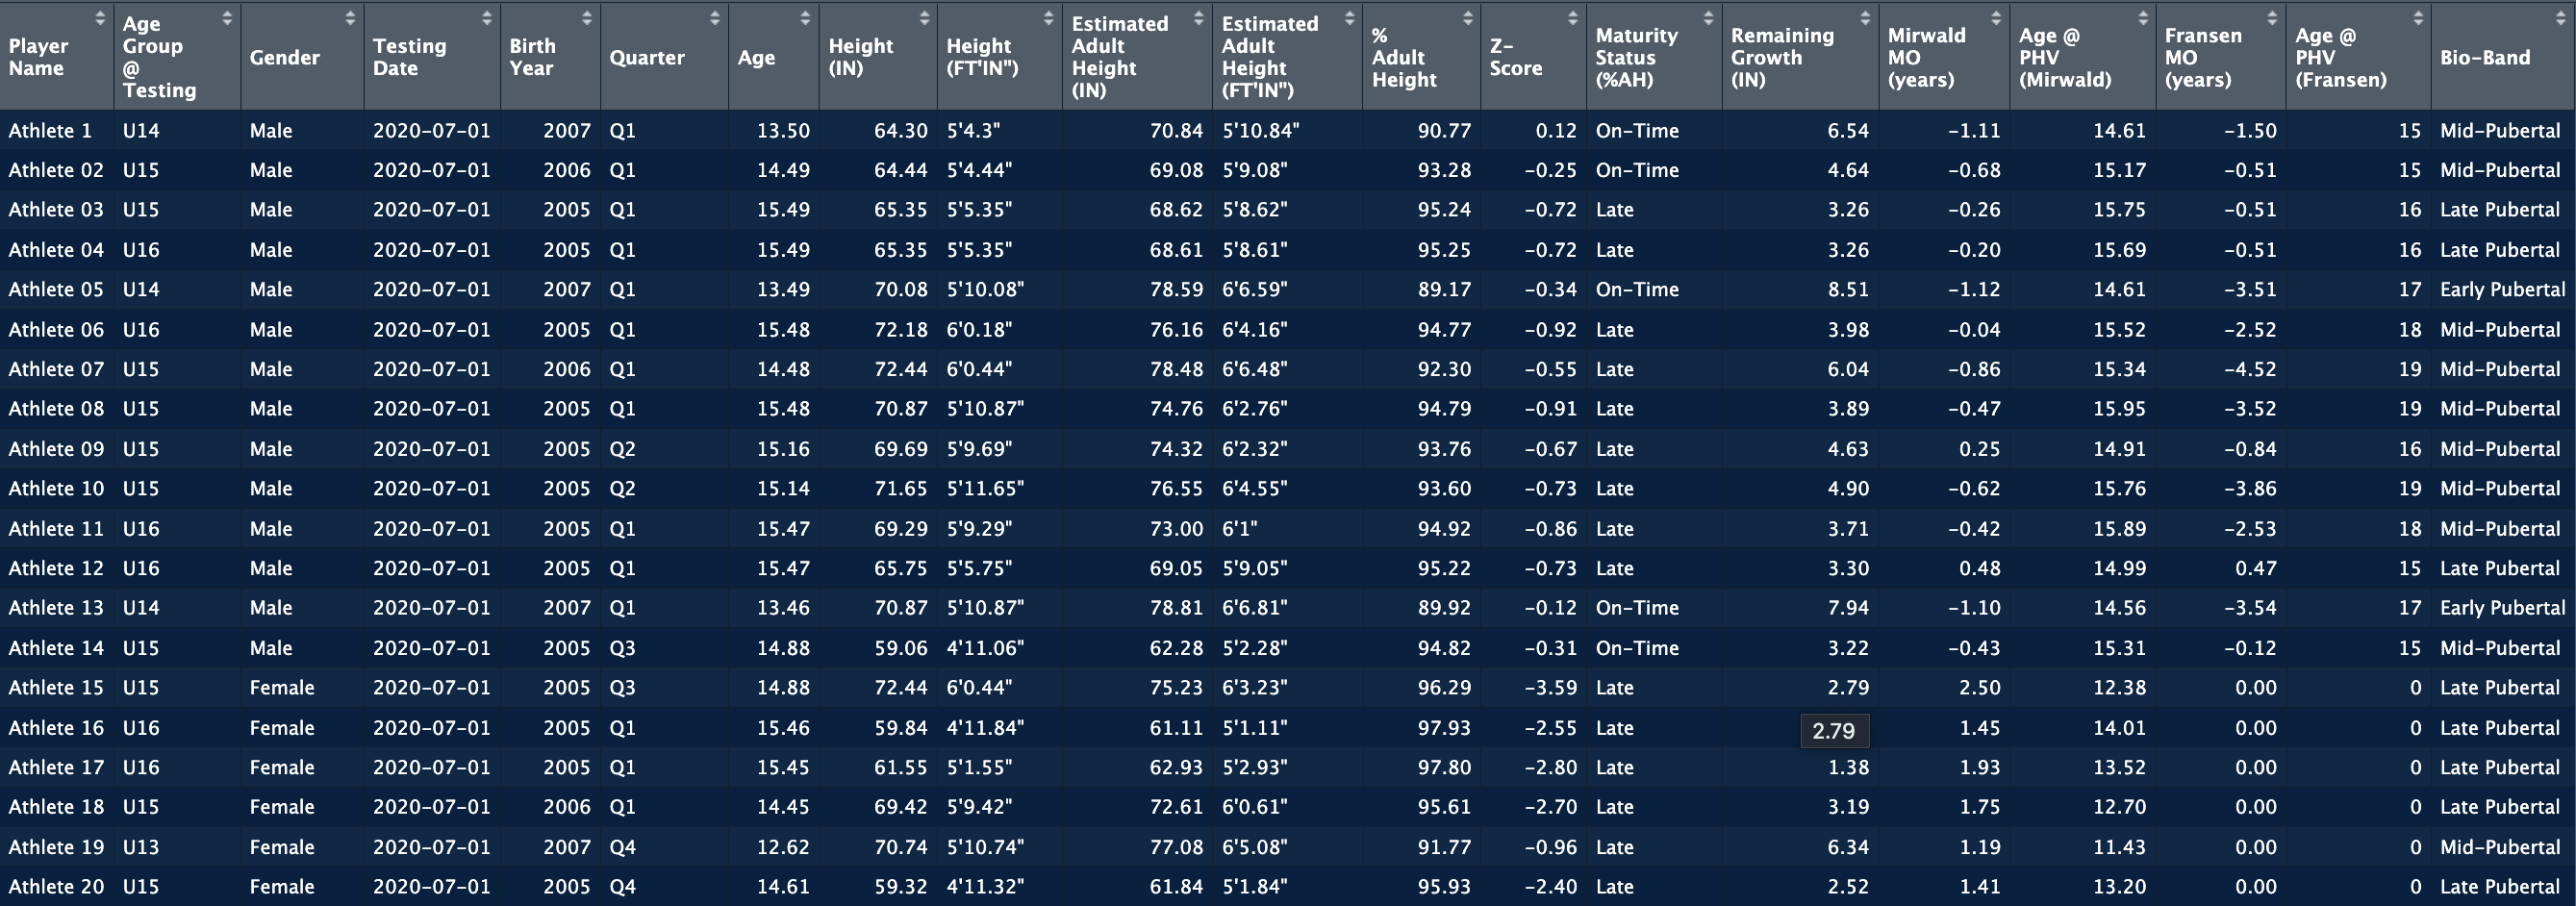 Player Name	Age Group @ Testing	Gender	Testing Date	Birth Year	Quarter	Age	Height (IN)	Height (FT'IN")	Estimated Adult Height (IN)	Estimated Adult Height (FT'IN")	% Adult Height	Z-Score	Maturity Status (%AH)	Remaining Growth (IN)	Mirwald MO (years)	Age @ PHV (Mirwald)	Fransen MO (years)	Age @ PHV (Fransen)	Bio-Band
Athlete 1	U14	Male	2020-07-01	2007	Q1	13.50	64.30	5'4.3"	70.84	5'10.84"	90.77	0.12	On-Time	6.54	-1.11	14.61	-1.50	15	Mid-Pubertal
Athlete 02	U15	Male	2020-07-01	2006	Q1	14.49	64.44	5'4.44"	69.08	5'9.08"	93.28	-0.25	On-Time	4.64	-0.68	15.17	-0.51	15	Mid-Pubertal
Athlete 03	U15	Male	2020-07-01	2005	Q1	15.49	65.35	5'5.35"	68.62	5'8.62"	95.24	-0.72	Late	3.26	-0.26	15.75	-0.51	16	Late Pubertal
Athlete 04	U16	Male	2020-07-01	2005	Q1	15.49	65.35	5'5.35"	68.61	5'8.61"	95.25	-0.72	Late	3.26	-0.20	15.69	-0.51	16	Late Pubertal
Athlete 05	U14	Male	2020-07-01	2007	Q1	13.49	70.08	5'10.08"	78.59	6'6.59"	89.17	-0.34	On-Time	8.51	-1.12	14.61	-3.51	17	Early Pubertal
Athlete 06	U16	Male	2020-07-01	2005	Q1	15.48	72.18	6'0.18"	76.16	6'4.16"	94.77	-0.92	Late	3.98	-0.04	15.52	-2.52	18	Mid-Pubertal
Athlete 07	U15	Male	2020-07-01	2006	Q1	14.48	72.44	6'0.44"	78.48	6'6.48"	92.30	-0.55	Late	6.04	-0.86	15.34	-4.52	19	Mid-Pubertal
Athlete 08	U15	Male	2020-07-01	2005	Q1	15.48	70.87	5'10.87"	74.76	6'2.76"	94.79	-0.91	Late	3.89	-0.47	15.95	-3.52	19	Mid-Pubertal
Athlete 09	U15	Male	2020-07-01	2005	Q2	15.16	69.69	5'9.69"	74.32	6'2.32"	93.76	-0.67	Late	4.63	0.25	14.91	-0.84	16	Mid-Pubertal
Athlete 10	U15	Male	2020-07-01	2005	Q2	15.14	71.65	5'11.65"	76.55	6'4.55"	93.60	-0.73	Late	4.90	-0.62	15.76	-3.86	19	Mid-Pubertal
Athlete 11	U16	Male	2020-07-01	2005	Q1	15.47	69.29	5'9.29"	73.00	6'1"	94.92	-0.86	Late	3.71	-0.42	15.89	-2.53	18	Mid-Pubertal
Athlete 12	U16	Male	2020-07-01	2005	Q1	15.47	65.75	5'5.75"	69.05	5'9.05"	95.22	-0.73	Late	3.30	0.48	14.99	0.47	15	Late Pubertal
Athlete 13	U14	Male	2020-07-01	2007	Q1	13.46	70.87	5'10.87"	78.81	6'6.81"	89.92	-0.12	On-Time	7.94	-1.10	14.56	-3.54	17	Early Pubertal
Athlete 14	U15	Male	2020-07-01	2005	Q3	14.88	59.06	4'11.06"	62.28	5'2.28"	94.82	-0.31	On-Time	3.22	-0.43	15.31	-0.12	15	Mid-Pubertal
Athlete 15	U15	Female	2020-07-01	2005	Q3	14.88	72.44	6'0.44"	75.23	6'3.23"	96.29	-3.59	Late	2.79	2.50	12.38	0.00	0	Late Pubertal
Athlete 16	U16	Female	2020-07-01	2005	Q1	15.46	59.84	4'11.84"	61.11	5'1.11"	97.93	-2.55	Late	2.79	1.45	14.01	0.00	0	Late Pubertal
Athlete 17	U16	Female	2020-07-01	2005	Q1	15.45	61.55	5'1.55"	62.93	5'2.93"	97.80	-2.80	Late	1.38	1.93	13.52	0.00	0	Late Pubertal
Athlete 18	U15	Female	2020-07-01	2006	Q1	14.45	69.42	5'9.42"	72.61	6'0.61"	95.61	-2.70	Late	3.19	1.75	12.70	0.00	0	Late Pubertal
Athlete 19	U13	Female	2020-07-01	2007	Q4	12.62	70.74	5'10.74"	77.08	6'5.08"	91.77	-0.96	Late	6.34	1.19	11.43	0.00	0	Mid-Pubertal
Athlete 20	U15	Female	2020-07-01	2005	Q4	14.61	59.32	4'11.32"	61.84	5'1.84"	95.93	-2.40	Late	2.52	1.41	13.20	0.00	0	Late Pubertal